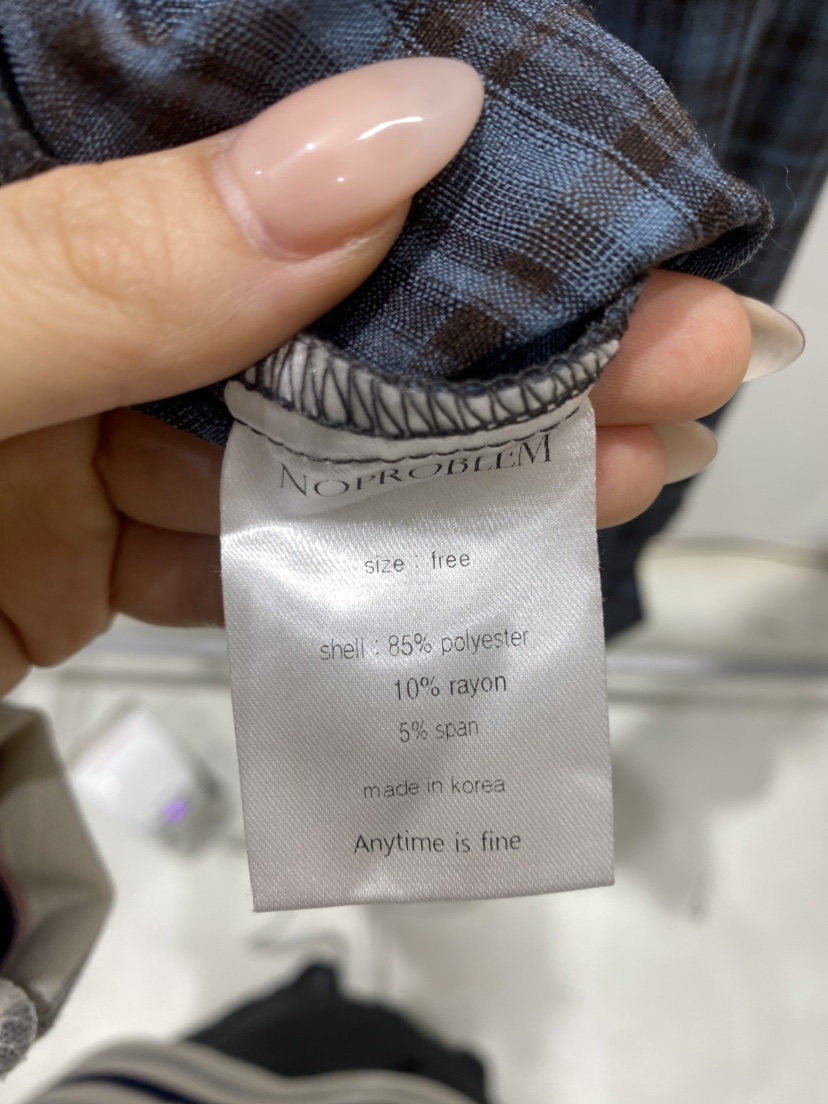 NOPROBLEM
size : free
shell : 85% polyester
10% rayon
5% span
made in korea
Anytime is fine